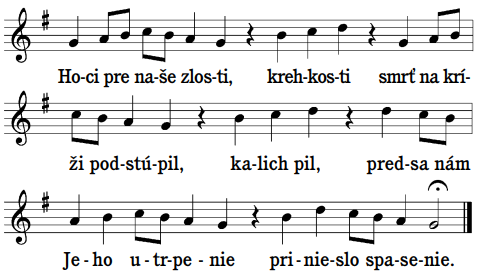 Ho-ci pre na-še zlos-ti, kreh-kos-ti smrť na krí-
ži pod-stú-pil, ka-lich pil, pred-sa nám
Je-ho u-tr-pe-nie pri-nie-slo spa-se-nie.